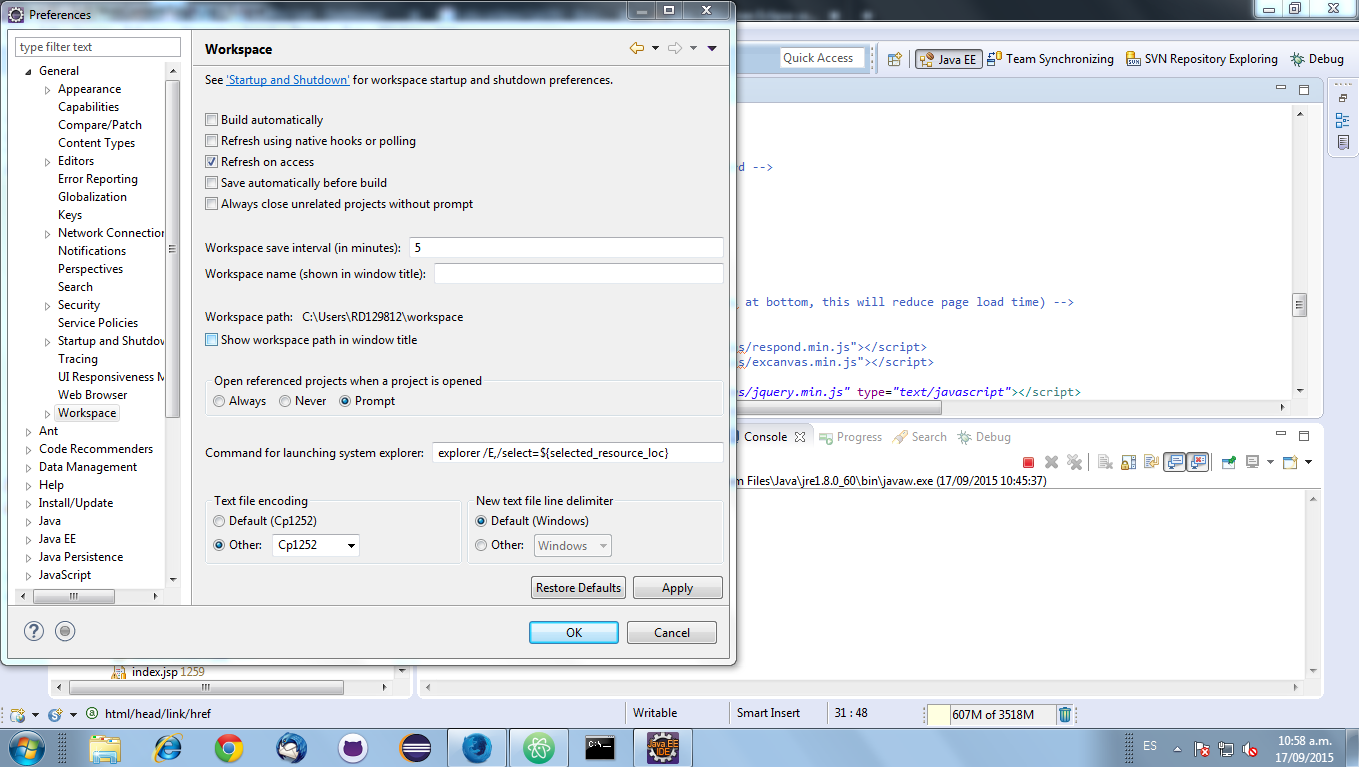 Preferences
type filter text
General
Appearance
Capabilities
Compare/Patch
Content Types
Editors
Error Reporting
Globalization
Keys
Network Connection
Notifications
Perspectives
Search
Security
Service Policies
Startup and Shutdov
Tracing
UI Responsiveness M
Web Browser
Workspace
Ant
Code Recommenders
Data Management
Help
Install/Update
Java
Java EE
Java Persistence
JavaScript
Workspace
See 'Startup and Shutdown' for workspace startup and shutdown preferences.
Build automatically
Refresh using native hooks or polling
Refresh on access
Save automatically before build
Always close unrelated projects without prompt
Workspace save interval (in minutes): 5
Workspace name (shown in window title):
Workspace path: C:\Users\RD129812\workspace
Show workspace path in window title
Open referenced projects when a project is opened
Always Never Prompt
Command for launching system explorer: explorer /E,/select=${selected_resource_loc}
Text file encoding
Default (Cp1252)
Other: Cp1252
New text file line delimiter
Default (Windows)
Other: Windows
Restore Defaults Apply
OK Cancel
Quick Access Java EE Team Synchronizing SVN Repository Exploring Debug
d -->
at bottom, this will reduce page load time) -->
s/respond.min.js"></script>
s/excanvas.min.js"></script>
s/jquery.min.js" type="text/javascript"></script>
Console Progress Search Debug
m Files\Java\jre1.8.0_60\bin\javaw.exe (17/09/2015 10:45:37)
index.jsp 1259
html/head/link/href Writable Smart Insert 31 : 48 607M of 3518M
Java EE
IDE
ES
10:58 a.m.
17/09/2015